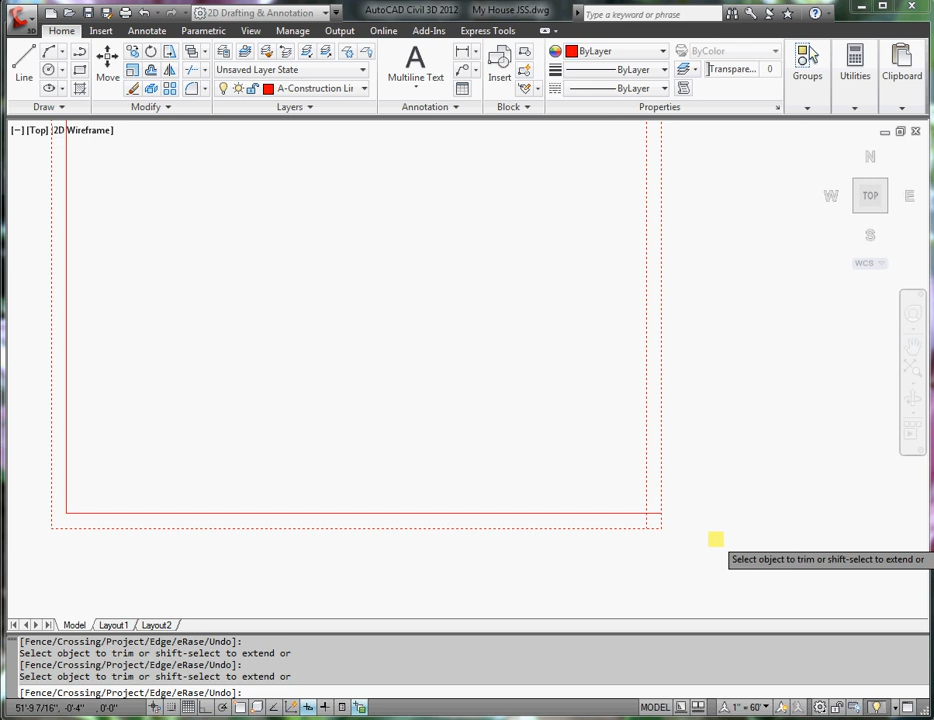 2D Drafting & Annotation
AutoCAD Civil 3D 2012 My House JSS.dwg
Type a keyword or phrase
3D
Home Insert Annotate Parametric View Manage Output Online Add-Ins Express Tools
Line
Move
Unsaved Layer State
A-Construction Lir
Multiline Text
Insert
ByLayer
ByLayer
ByLayer
ByColor
Transpare... 0
Groups
Utilities
Clipboard
Draw Modify Layers Annotation Block Properties
[−] [Top] [2D Wireframe]
N
W TOP E
S
WCS
Select object to trim or shift-select to extend or
Model Layout1 Layout2
[Fence/Crossing/Project/Edge/eRase/Undo]:
Select object to trim or shift-select to extend or
[Fence/Crossing/Project/Edge/eRase/Undo]:
Select object to trim or shift-select to extend or
[Fence/Crossing/Project/Edge/eRase/Undo]:
51'-9 7/16", -0'-4" , 0'-0"
MODEL
1" = 60'